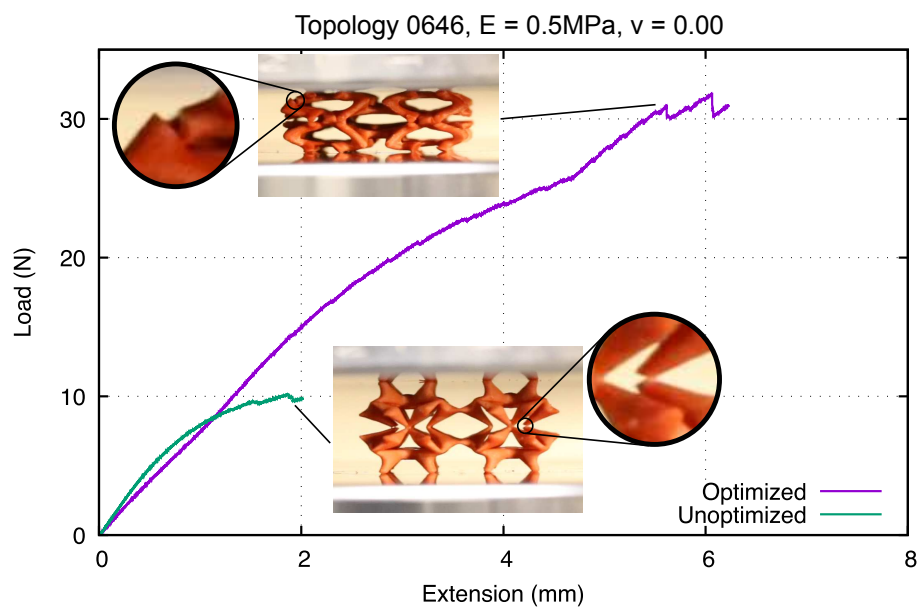 Topology 0646, E = 0.5MPa, v = 0.00
30
20
10
0
Load (N)
0
2
4
6
8
Extension (mm)
Optimized
Unoptimized